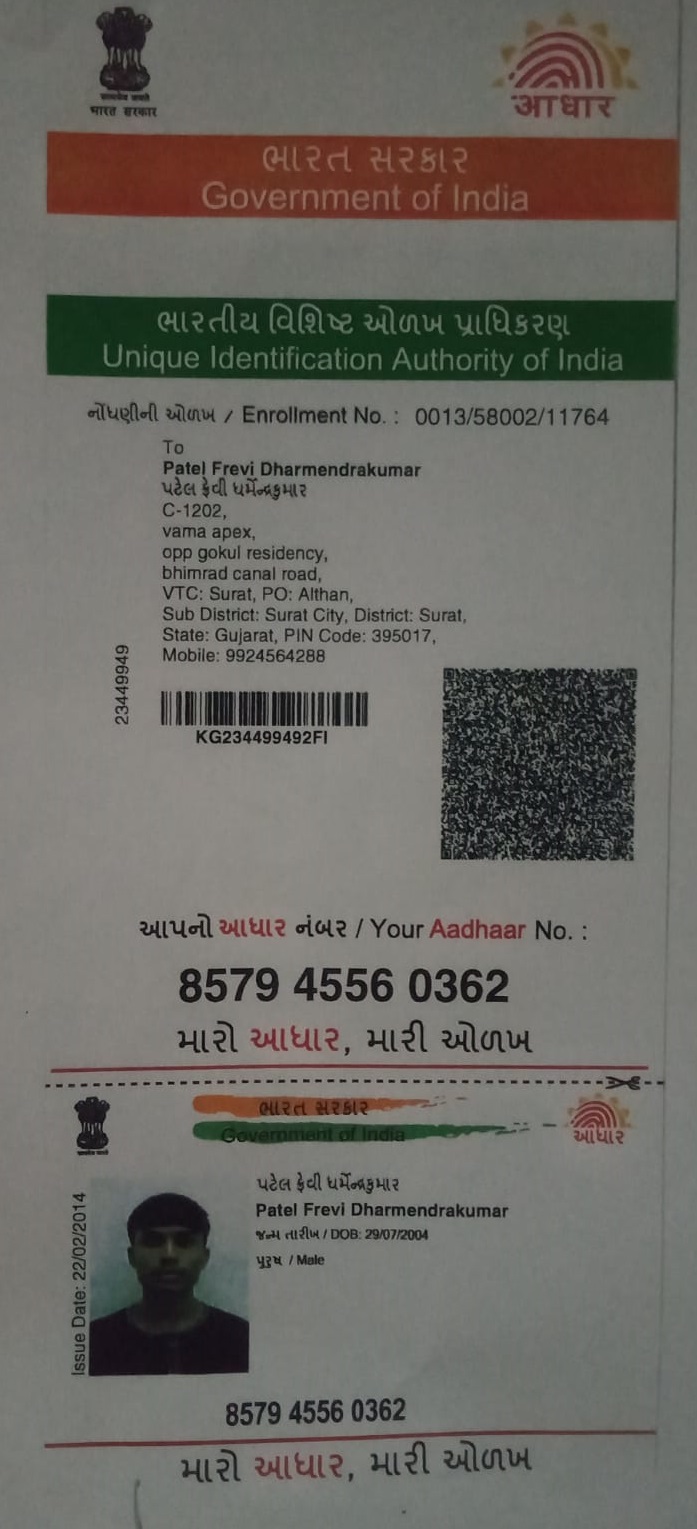 भारत सरकार
आधार
ભારત સરકાર
Government of India
ભારતીય વિશિષ્ટ ઓળખ પ્રાધિકરણ
Unique Identification Authority of India
નોંધણીની ઓળખ / Enrollment No. : 0013/58002/11764
To
Patel Frevi Dharmendrakumar
પટેલ ફ્રેવી ધર્મેન્દ્રકુમાર
C-1202,
vama apex,
opp gokul residency,
bhimrad canal road,
VTC: Surat, PO: Althan,
Sub District: Surat City, District: Surat,
State: Gujarat, PIN Code: 395017,
Mobile: 9924564288
23449949
KG234499492FI
આપનો આધાર નંબર / Your Aadhaar No. :
8579 4556 0362
મારો આધાર, મારી ઓળખ
ભારત સરકાર
Government of India
આધાર
પટેલ ફ્રેવી ધર્મેન્દ્રકુમાર
Patel Frevi Dharmendrakumar
જન્મ તારીખ / DOB: 29/07/2004
પુરુષ / Male
Issue Date: 22/02/2014
8579 4556 0362
મારો આધાર, મારી ઓળખ